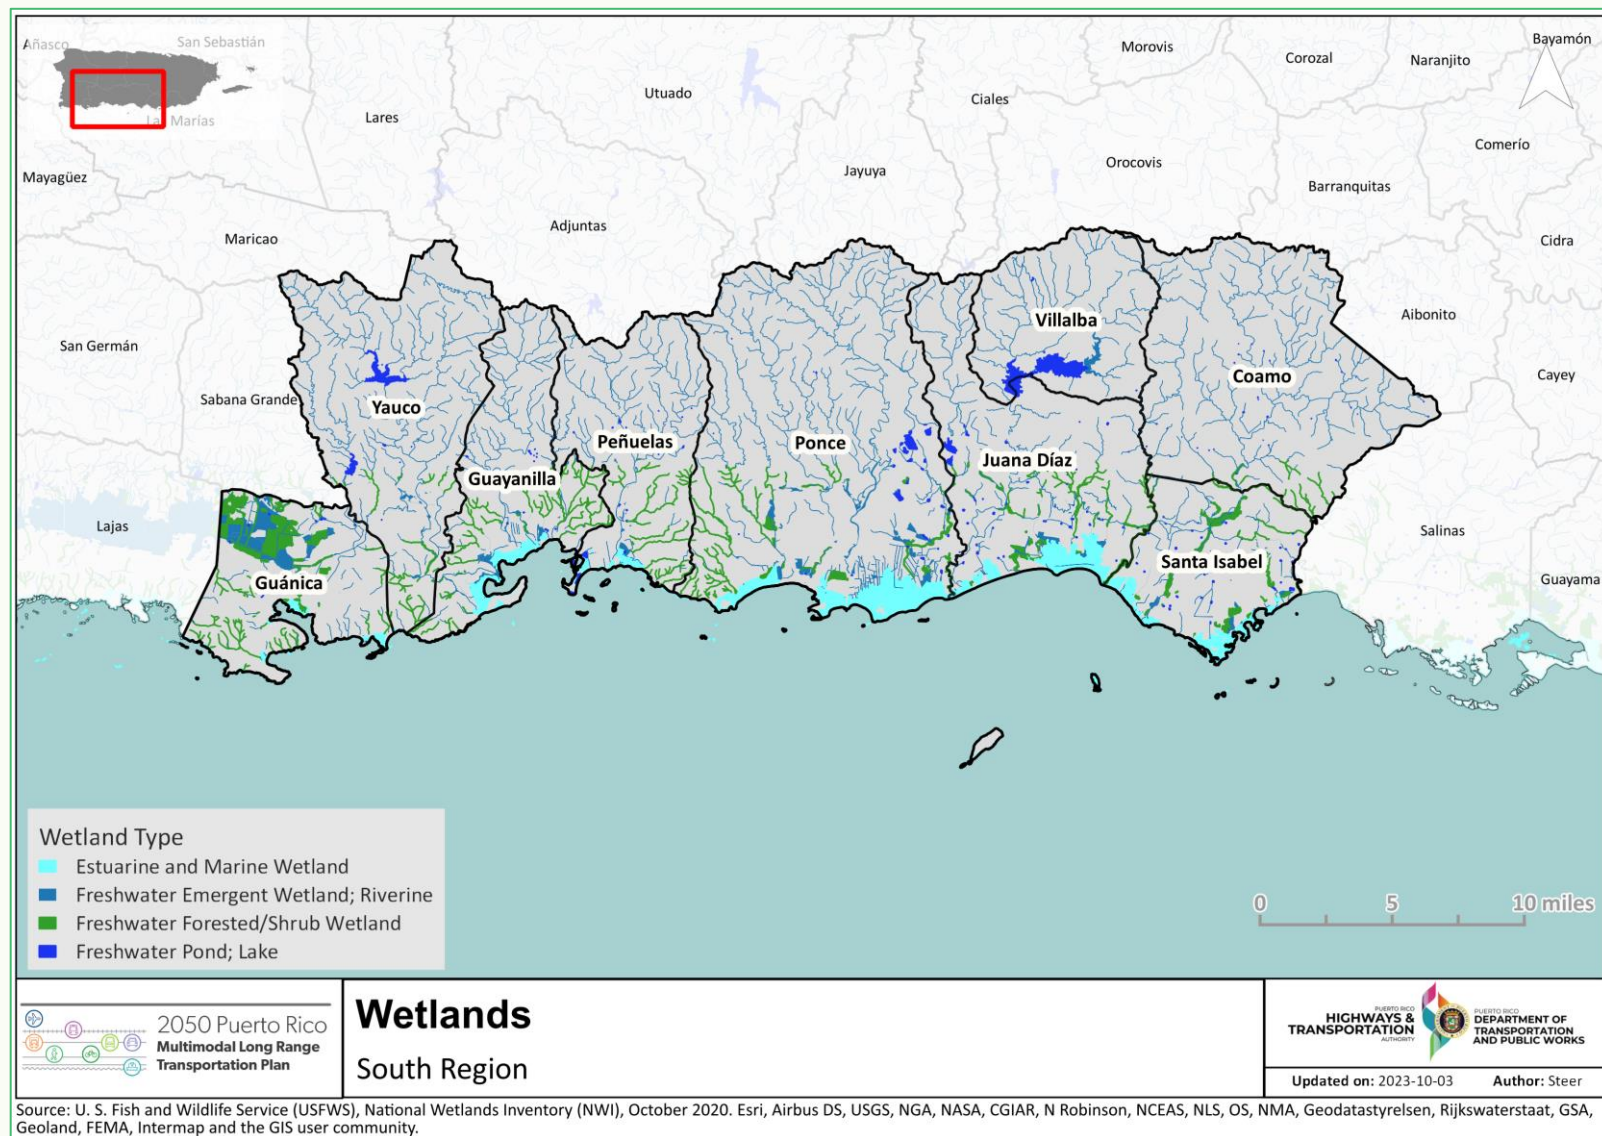 Añasco
San Sebastián
Las Marías
Mayagüez
Lares
Utuado
Morovis
Corozal
Naranjito
Bayamón
Ciales
Comerío
Jayuya
Orocovis
Barranquitas
Maricao
Adjuntas
Cidra
San Germán
Sabana Grande
Aibonito
Cayey
Lajas
Salinas
Guayama
Villalba
Yauco
Coamo
Peñuelas
Ponce
Guayanilla
Juana Díaz
Guánica
Santa Isabel
Wetland Type
Estuarine and Marine Wetland
Freshwater Emergent Wetland; Riverine
Freshwater Forested/Shrub Wetland
Freshwater Pond; Lake
0 5 10 miles
2050 Puerto Rico
Multimodal Long Range
Transportation Plan
Wetlands
South Region
PUERTO RICO
HIGHWAYS &
TRANSPORTATION
AUTHORITY
PUERTO RICO
DEPARTMENT OF
TRANSPORTATION
AND PUBLIC WORKS
Updated on: 2023-10-03 Author: Steer
Source: U. S. Fish and Wildlife Service (USFWS), National Wetlands Inventory (NWI), October 2020. Esri, Airbus DS, USGS, NGA, NASA, CGIAR, N Robinson, NCEAS, NLS, OS, NMA, Geodatastyrelsen, Rijkswaterstaat, GSA,
Geoland, FEMA, Intermap and the GIS user community.